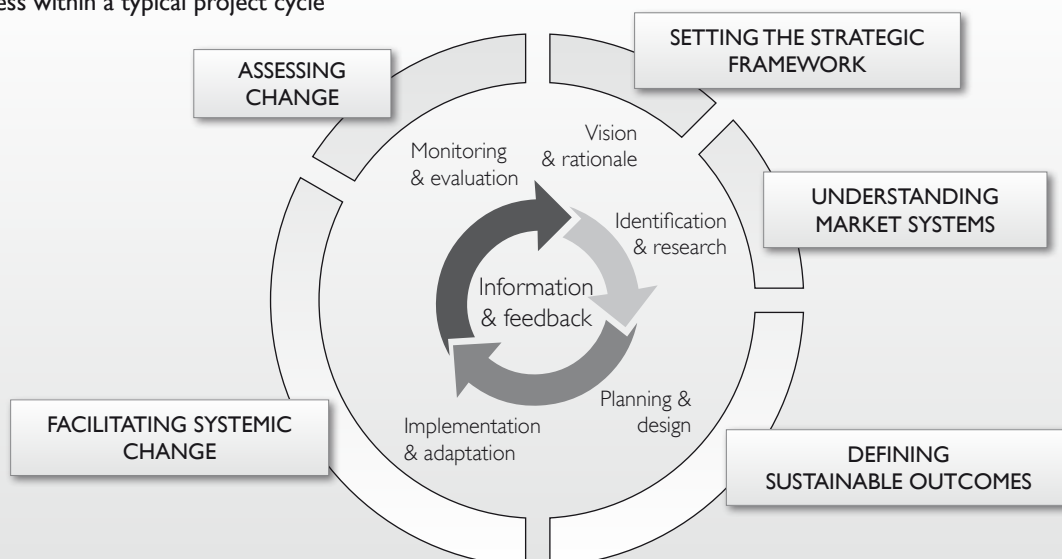 within a typical project cycle
SETTING THE STRATEGIC
FRAMEWORK
ASSESSING
CHANGE
Vision
& rationale
Monitoring
& evaluation
UNDERSTANDING
MARKET SYSTEMS
Identification
& research
Information
& feedback
Planning &
design
Implementation
& adaptation
FACILITATING SYSTEMIC
CHANGE
DEFINING
SUSTAINABLE OUTCOMES